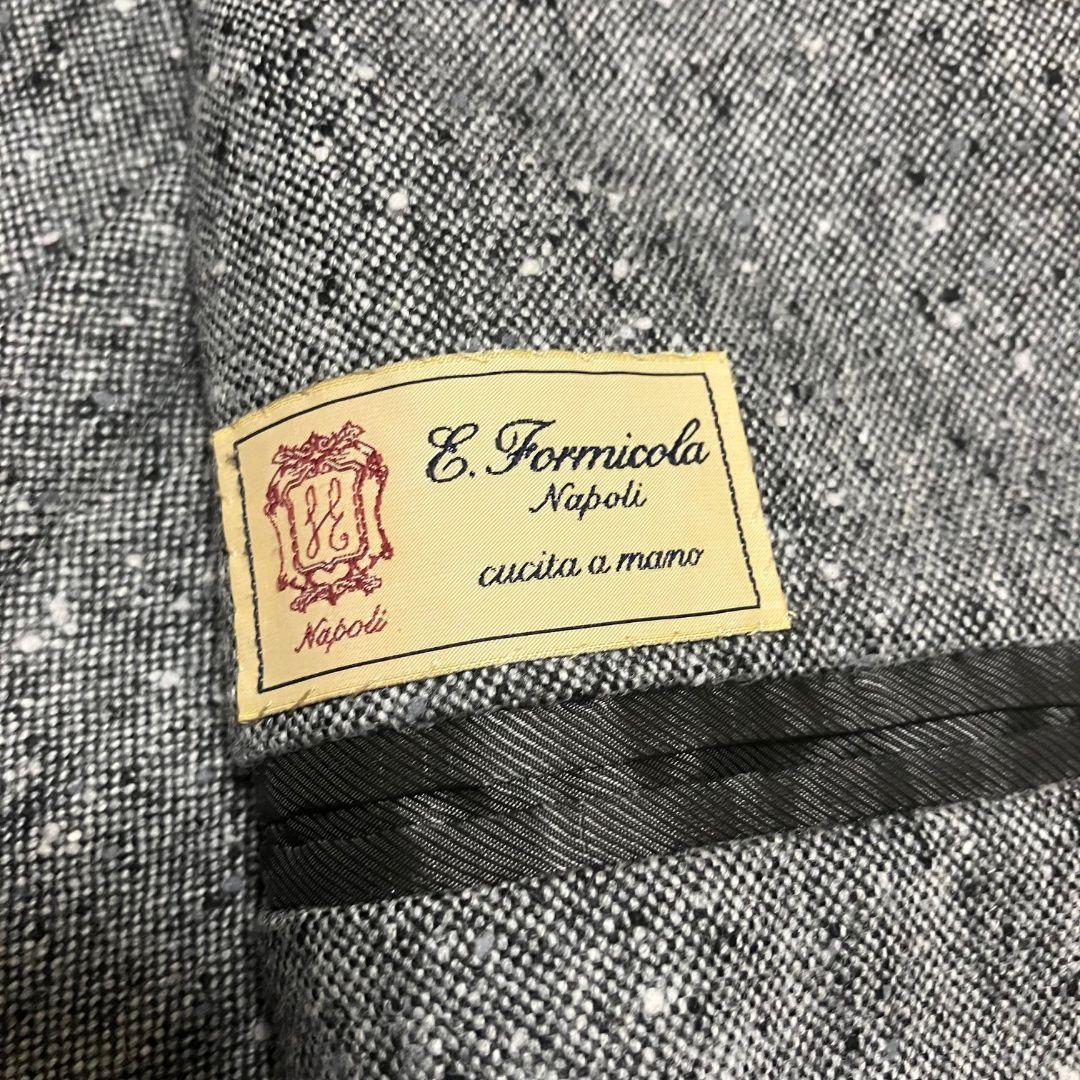 E. Formicola
Napoli
cucita a mano
Napoli